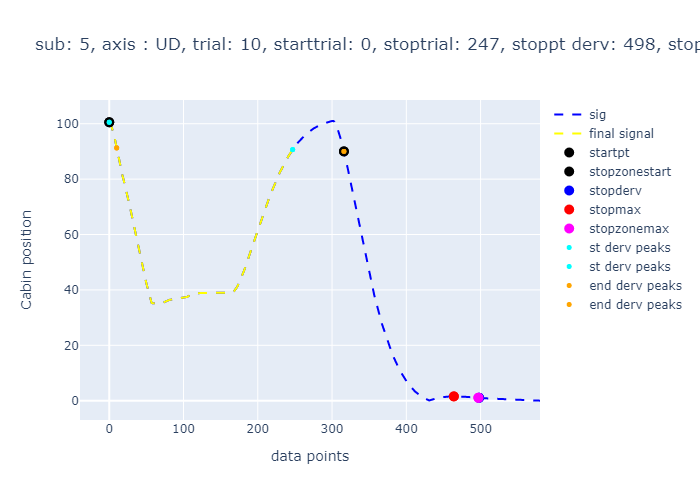 sub: 5, axis : UD, trial: 10, starttrial: 0, stoptrial: 247, stoppt derv: 498, stop
100
80
60
40
20
0
0
100
200
300
400
500
Cabin position
data points
sig
final signal
startpt
stopzonestart
stopderv
stopmax
stopzonemax
st derv peaks
st derv peaks
end derv peaks
end derv peaks